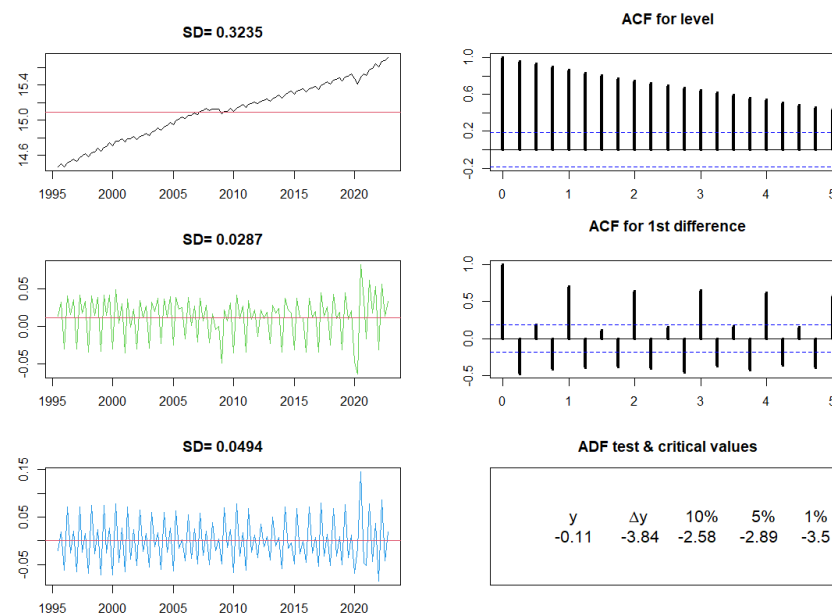 SD= 0.3235
15.4
15.0
14.6
1995 2000 2005 2010 2015 2020
ACF for level
1.0
0.6
0.2
-0.2
0 1 2 3 4 5
SD= 0.0287
0.05
0.00
-0.05
1995 2000 2005 2010 2015 2020
ACF for 1st difference
1.0
0.5
0.0
-0.5
0 1 2 3 4 5
SD= 0.0494
0.15
0.05
-0.05
1995 2000 2005 2010 2015 2020
ADF test & critical values
y Δy 10% 5% 1%
-0.11 -3.84 -2.58 -2.89 -3.5